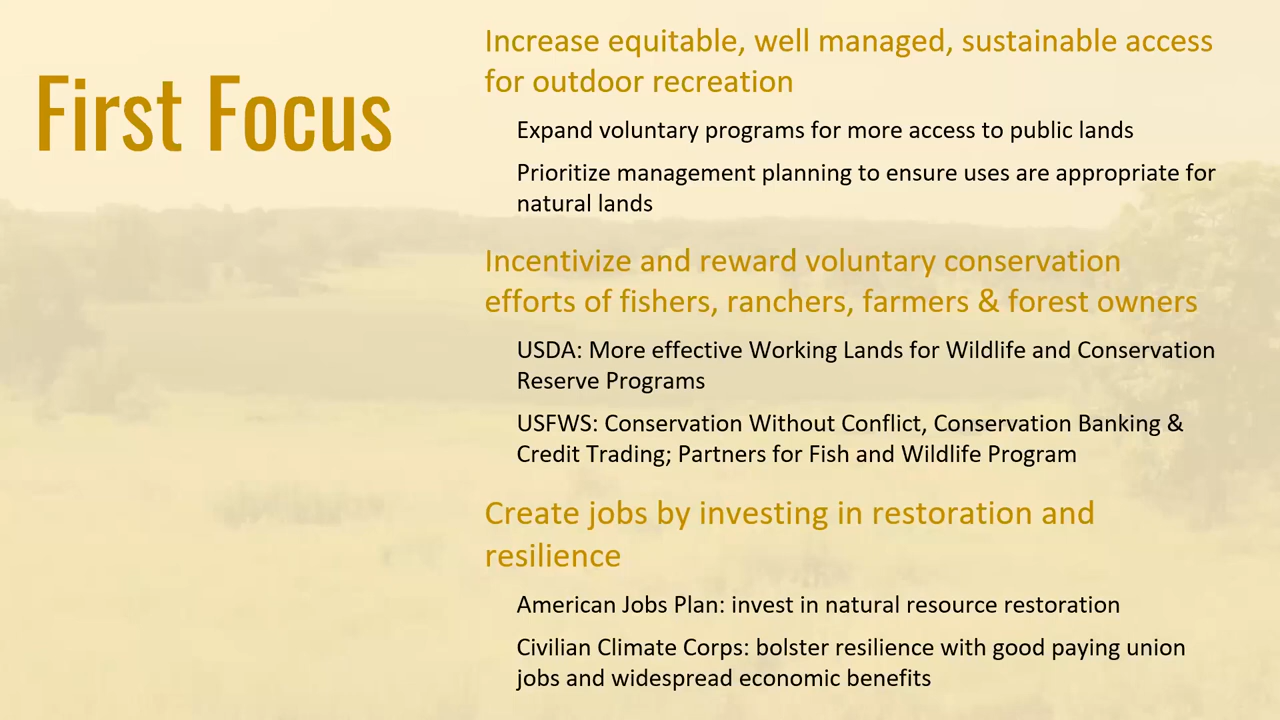 First Focus
Increase equitable, well managed, sustainable access
for outdoor recreation
Expand voluntary programs for more access to public lands
Prioritize management planning to ensure uses are appropriate for
natural lands
Incentivize and reward voluntary conservation
efforts of fishers, ranchers, farmers & forest owners
USDA: More effective Working Lands for Wildlife and Conservation
Reserve Programs
USFWS: Conservation Without Conflict, Conservation Banking &
Credit Trading; Partners for Fish and Wildlife Program
Create jobs by investing in restoration and
resilience
American Jobs Plan: invest in natural resource restoration
Civilian Climate Corps: bolster resilience with good paying union
jobs and widespread economic benefits